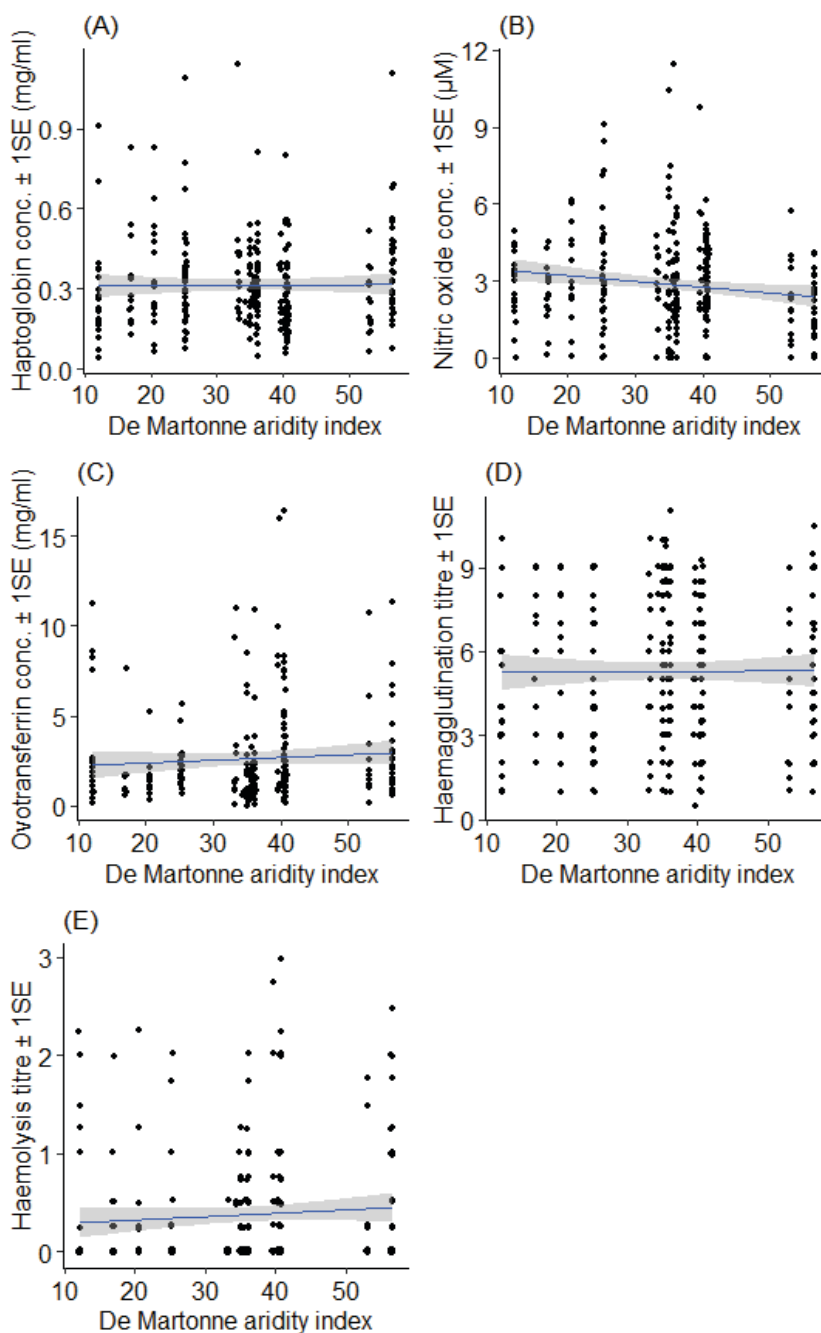 (A)
Haptoglobin conc. ± 1SE (mg/ml)
0.9
0.6
0.3
0.0
10 20 30 40 50
De Martonne aridity index
(B)
Nitric oxide conc. ± 1SE (µM)
12
9
6
3
0
10 20 30 40 50
De Martonne aridity index
(C)
Ovotransferrin conc. ± 1SE (mg/ml)
15
10
5
0
10 20 30 40 50
De Martonne aridity index
(D)
Haemagglutination titre ± 1SE
9
6
3
0
10 20 30 40 50
De Martonne aridity index
(E)
Haemolysis titre ± 1SE
3
2
1
0
10 20 30 40 50
De Martonne aridity index